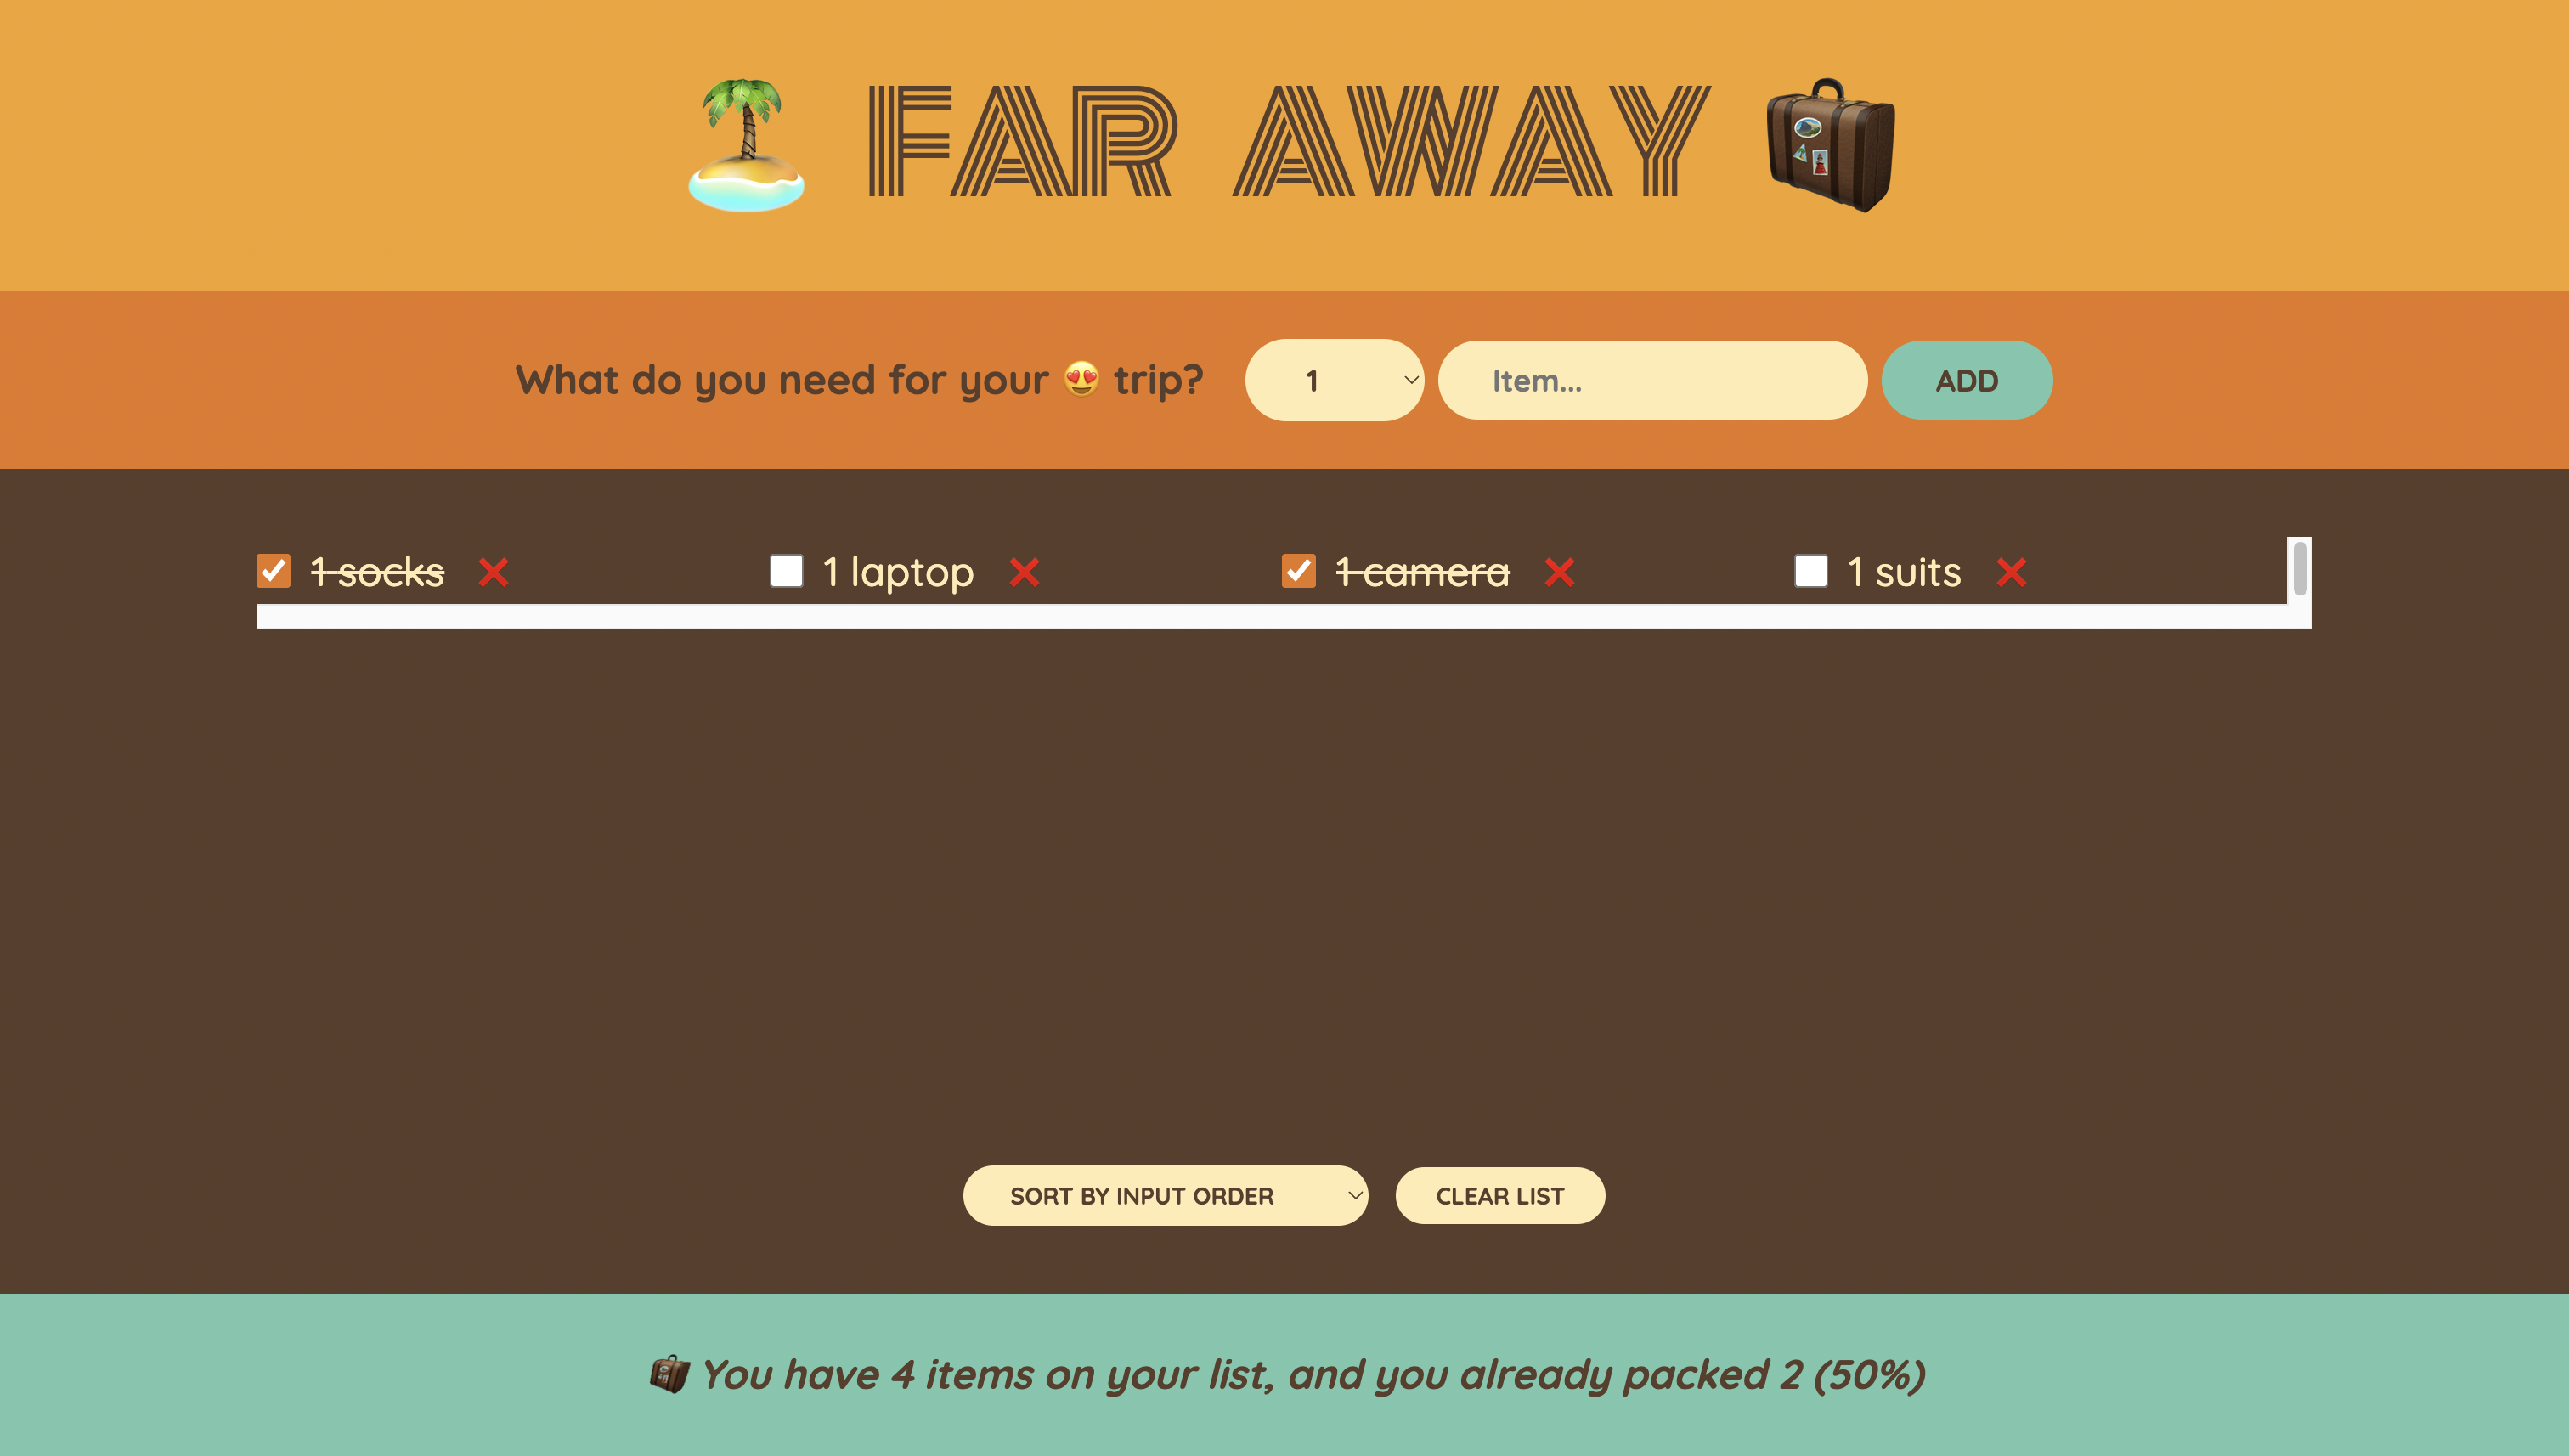 FAR AWAY
What do you need for your 😍 trip? 1 Item... ADD
1 socks ❌ 1 laptop ❌ 1 camera ❌ 1 suits ❌
SORT BY INPUT ORDER CLEAR LIST
You have 4 items on your list, and you already packed 2 (50%)